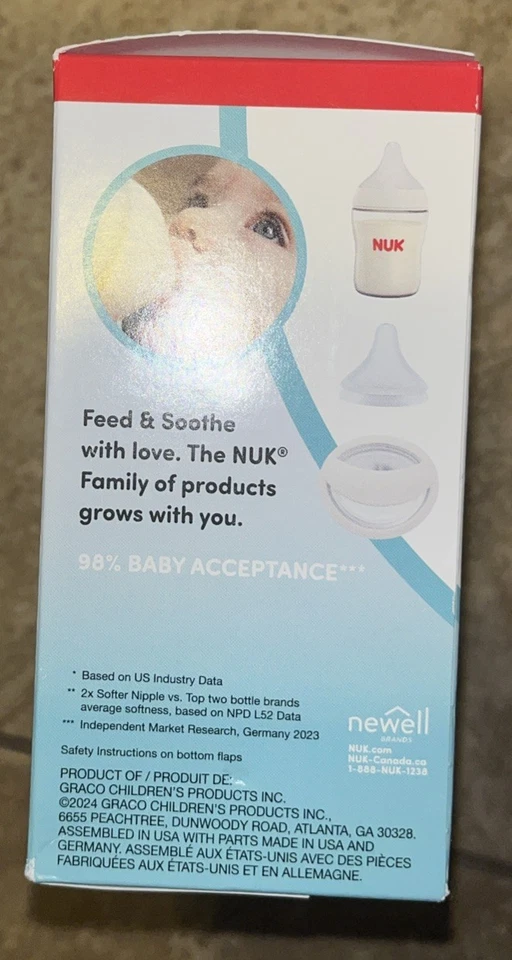 NUK
Feed & Soothe
with love. The NUK®
Family of products
grows with you.
98% BABY ACCEPTANCE***
* Based on US Industry Data
** 2x Softer Nipple vs. Top two bottle brands
average softness, based on NPD L52 Data
*** Independent Market Research, Germany 2023
Safety Instructions on bottom flaps
newell
BRANDS
NUK.com
NUK-Canada.ca
1-888-NUK-1238
PRODUCT OF / PRODUIT DE:
GRACO CHILDREN'S PRODUCTS INC.
©2024 GRACO CHILDREN'S PRODUCTS INC.,
6655 PEACHTREE, DUNWOODY ROAD, ATLANTA, GA 30328.
ASSEMBLED IN USA WITH PARTS MADE IN USA AND
GERMANY. ASSEMBLÉ AUX ÉTATS-UNIS AVEC DES PIÈCES
FABRIQUÉES AUX ÉTATS-UNIS ET EN ALLEMAGNE.